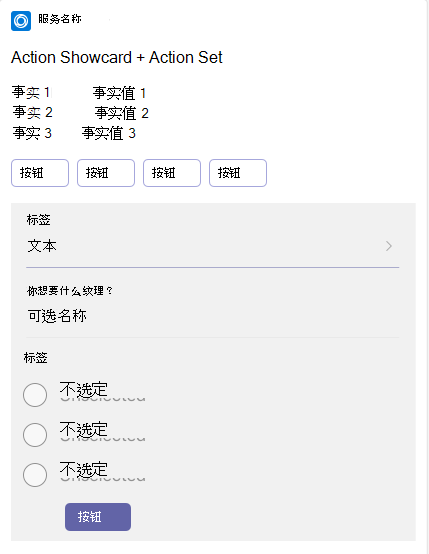 服务名称
Action Showcard + Action Set
事实 1 事实值 1
事实 2 事实值 2
事实 3 事实值 3
按钮 按钮 按钮 按钮
标签
文本
你想要什么纹理？
可选名称
标签
不选定
Unselected
不选定
Unselected
不选定
Unselected
按钮